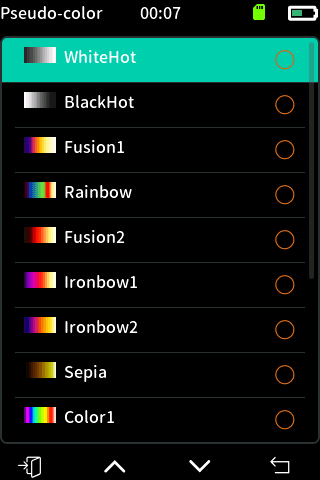 Pseudo-color 00:07
WhiteHot
BlackHot
Fusion1
Rainbow
Fusion2
Ironbow1
Ironbow2
Sepia
Color1